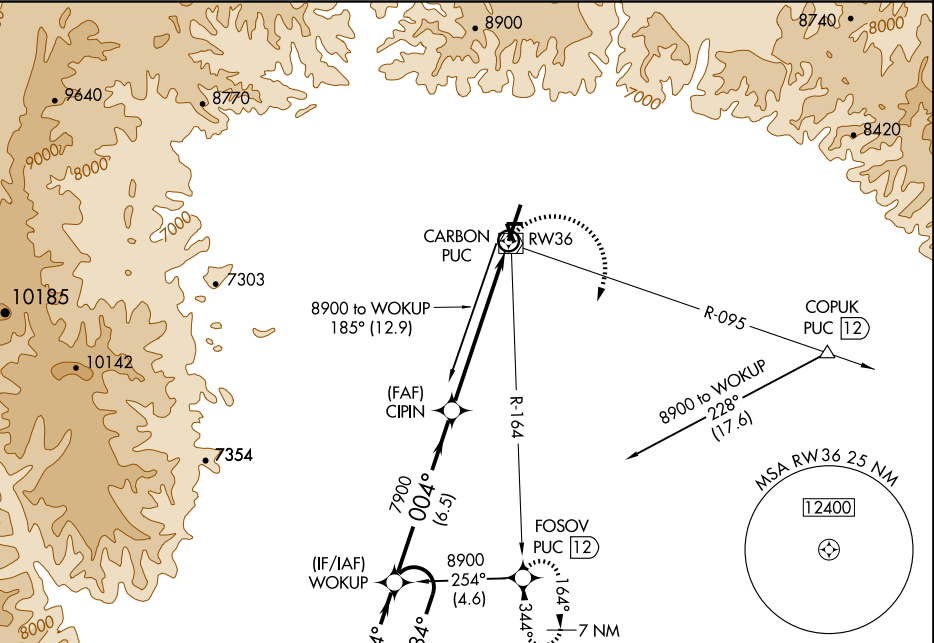 8900
8740
8000
9640
8770
7000
8420
9000
8000
7000
CARBON
PUC
RW36
7303
10185
8900 to WOKUP
185° (12.9)
R-095
COPUK
PUC 12
10142
8900 to WOKUP
228°
(17.6)
(FAF)
CIPIN
R-164
7354
MSA RW36 25 NM
12400
7900
004°
(6.5)
FOSOV
PUC 12
(IF/IAF)
WOKUP
8900
254°
(4.6)
164°
344°
7 NM
8000